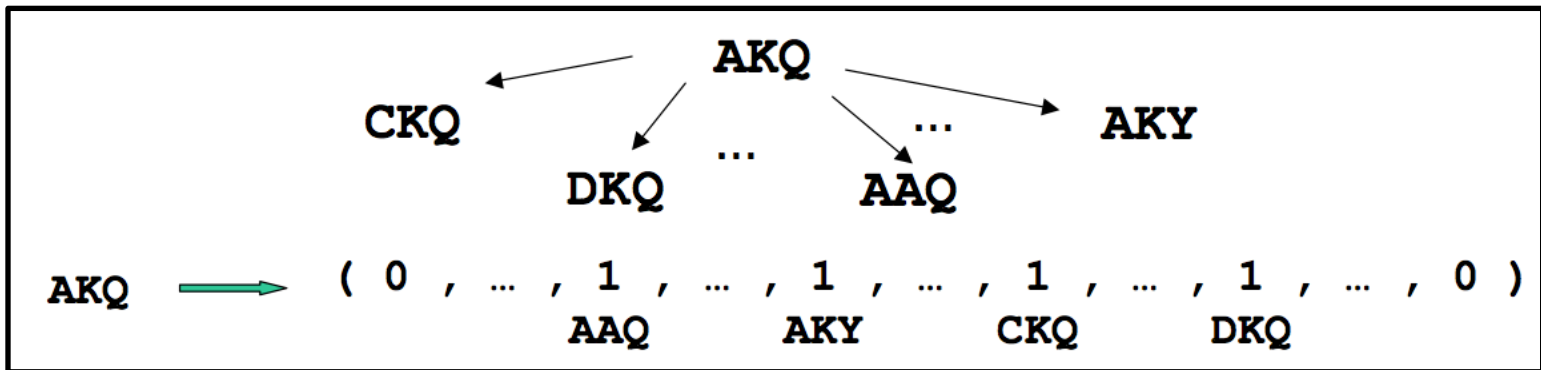 AKQ
CKQ … AKY
DKQ … AAQ
AKQ ( 0 , … , 1 , … , 1 , … , 1 , … , 1 , … , 0 )
AAQ AKY CKQ DKQ